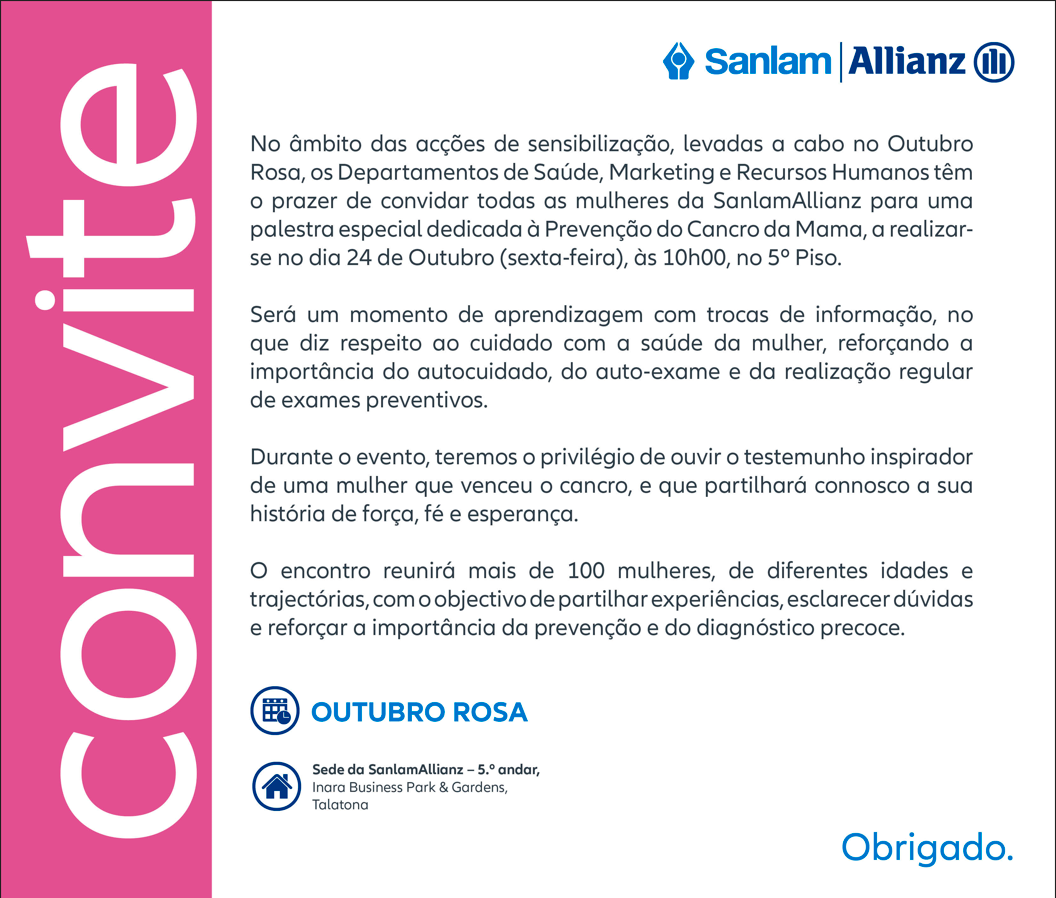 convite
Sanlam Allianz
No âmbito das acções de sensibilização, levadas a cabo no Outubro
Rosa, os Departamentos de Saúde, Marketing e Recursos Humanos têm
o prazer de convidar todas as mulheres da SanlamAllianz para uma
palestra especial dedicada à Prevenção do Cancro da Mama, a realizar-
se no dia 24 de Outubro (sexta-feira), às 10h00, no 5º Piso.
Será um momento de aprendizagem com trocas de informação, no
que diz respeito ao cuidado com a saúde da mulher, reforçando a
importância do autocuidado, do auto-exame e da realização regular
de exames preventivos.
Durante o evento, teremos o privilégio de ouvir o testemunho inspirador
de uma mulher que venceu o cancro, e que partilhará connosco a sua
história de força, fé e esperança.
O encontro reunirá mais de 100 mulheres, de diferentes idades e
trajectórias, com o objectivo de partilhar experiências, esclarecer dúvidas
e reforçar a importância da prevenção e do diagnóstico precoce.
OUTUBRO ROSA
Sede da SanlamAllianz – 5.º andar,
Inara Business Park & Gardens,
Talatona
Obrigado.